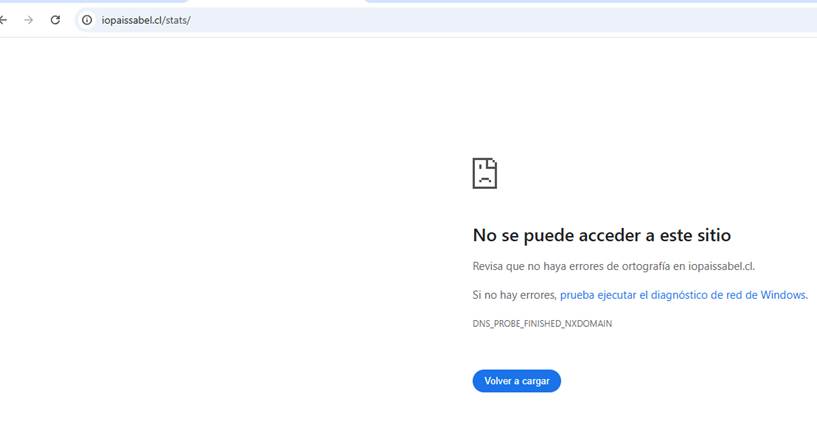 iopaissabel.cl/stats/
No se puede acceder a este sitio
Revisa que no haya errores de ortografía en iopaissabel.cl.
Si no hay errores, prueba ejecutar el diagnóstico de red de Windows.
DNS_PROBE_FINISHED_NXDOMAIN
Volver a cargar